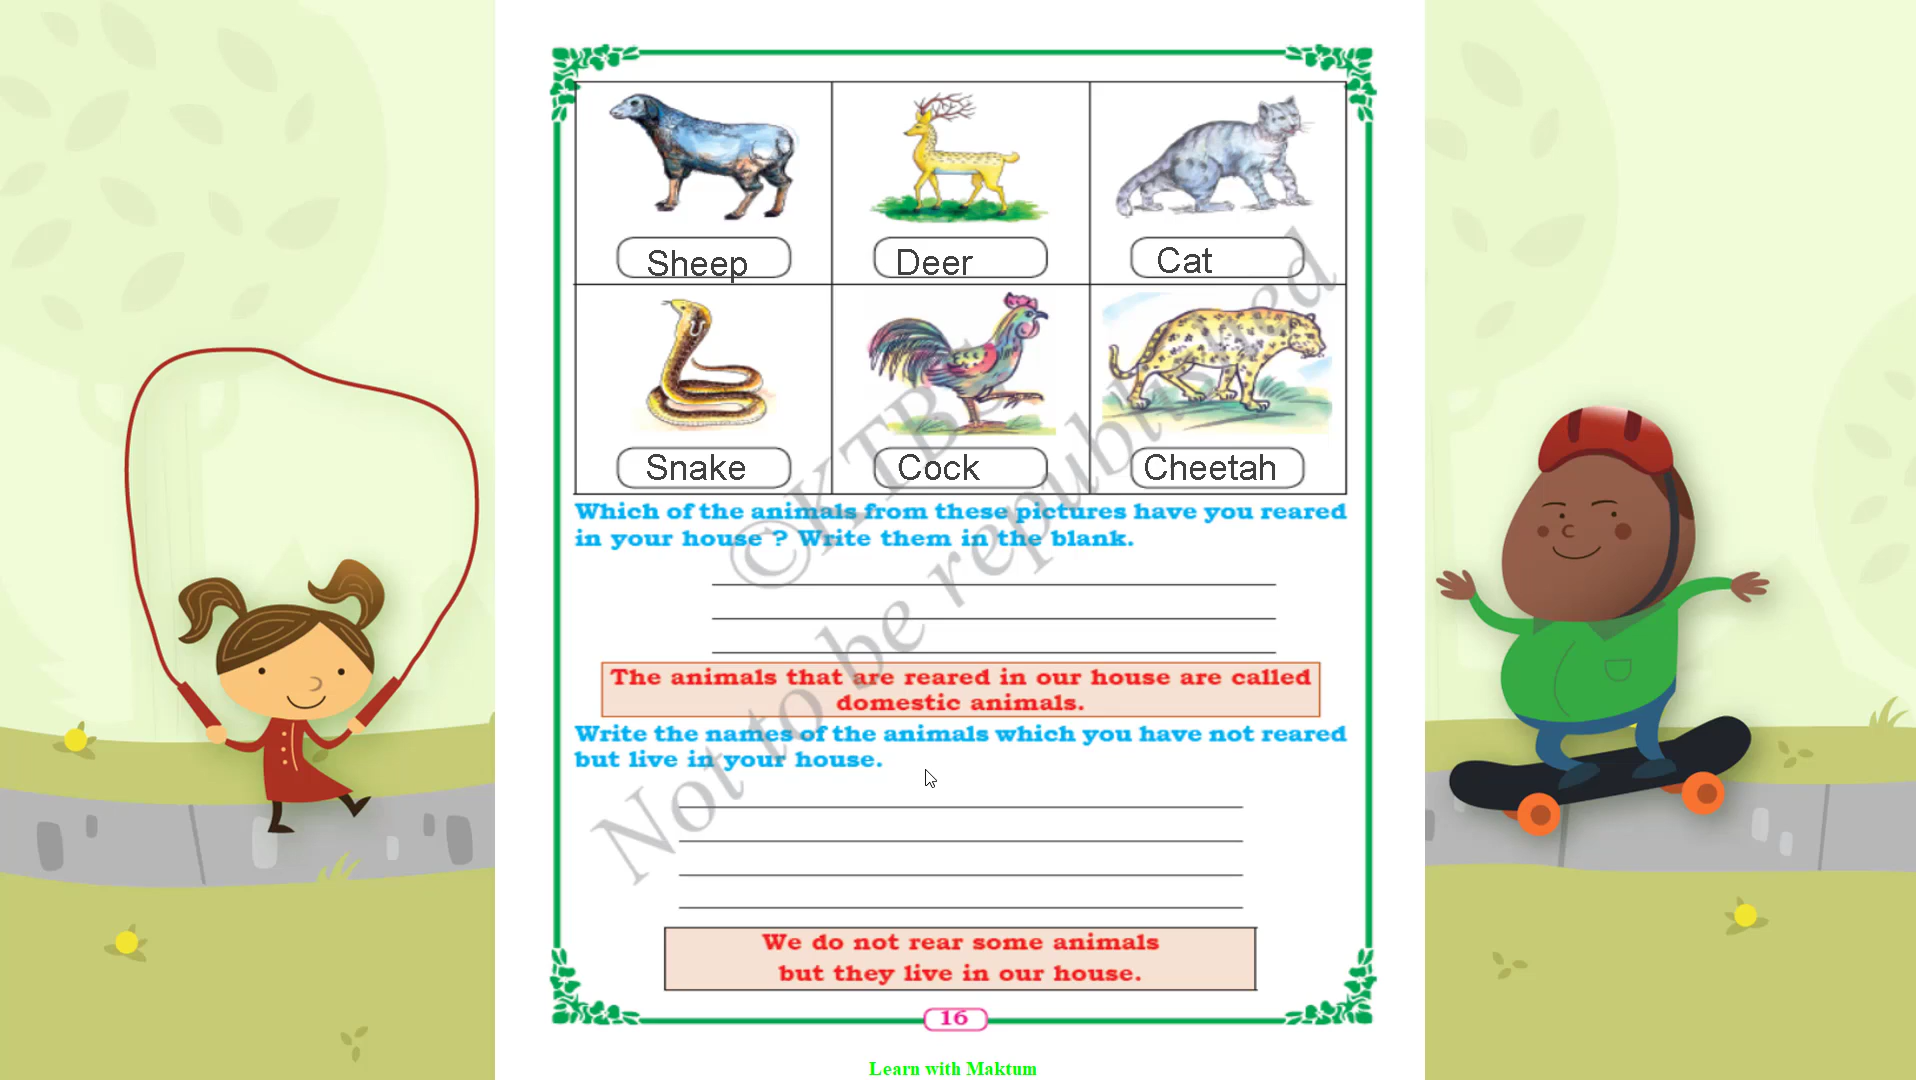 Sheep
Deer
Cat
Snake
Cock
Cheetah
Which of the animals from these pictures have you reared
in your house ? Write them in the blank.
The animals that are reared in our house are called
domestic animals.
Write the names of the animals which you have not reared
but live in your house.
We do not rear some animals
but they live in our house.
16
©KTBS
Not to be republished
Learn with Maktum